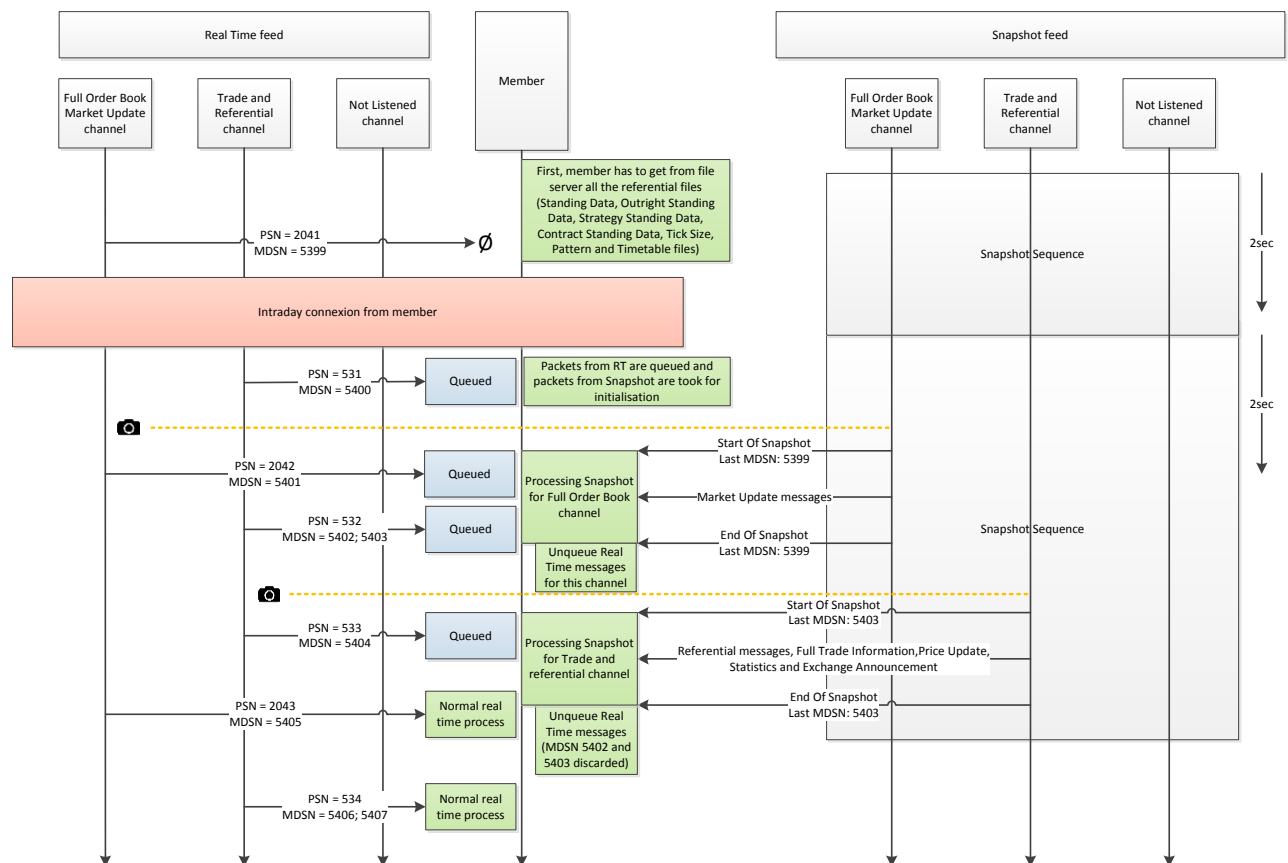 Real Time feed
Member
Snapshot feed
Full Order Book
Market Update
channel
Trade and
Referential
channel
Not Listened
channel
Full Order Book
Market Update
channel
Trade and
Referential
channel
Not Listened
channel
First, member has to get from file
server all the referential files
(Standing Data, Outright Standing
Data, Strategy Standing Data,
Contract Standing Data, Tick Size,
Pattern and Timetable files)
PSN = 2041
MDSN = 5399
Ø
Snapshot Sequence
2sec
Intraday connexion from member
PSN = 531
MDSN = 5400
Queued
Packets from RT are queued and
packets from Snapshot are took for
initialisation
2sec
Start Of Snapshot
Last MDSN: 5399
PSN = 2042
MDSN = 5401
Queued
Processing Snapshot
for Full Order Book
channel
Market Update messages
PSN = 532
MDSN = 5402; 5403
Queued
End Of Snapshot
Last MDSN: 5399
Snapshot Sequence
Unqueue Real
Time messages
for this channel
Start Of Snapshot
Last MDSN: 5403
PSN = 533
MDSN = 5404
Queued
Processing Snapshot
for Trade and
referential channel
Referential messages, Full Trade Information,Price Update,
Statistics and Exchange Announcement
PSN = 2043
MDSN = 5405
Normal real
time process
End Of Snapshot
Last MDSN: 5403
Unqueue Real
Time messages
(MDSN 5402 and
5403 discarded)
PSN = 534
MDSN = 5406; 5407
Normal real
time process